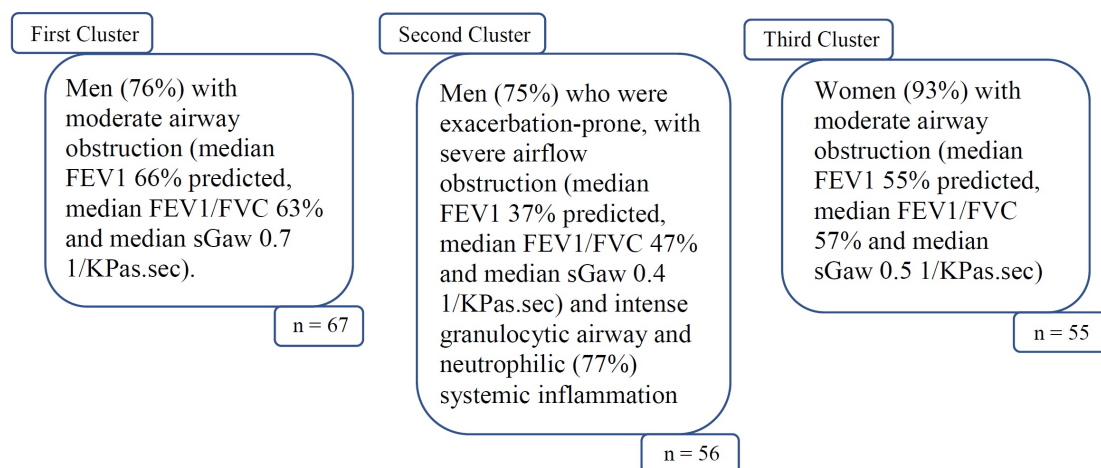 First Cluster
Men (76%) with
moderate airway
obstruction (median
FEV1 66% predicted,
median FEV1/FVC 63%
and median sGaw 0.7
1/KPas.sec).
n = 67
Second Cluster
Men (75%) who were
exacerbation-prone, with
severe airflow
obstruction (median
FEV1 37% predicted,
median FEV1/FVC 47%
and median sGaw 0.4
1/KPas.sec) and intense
granulocytic airway and
neutrophilic (77%)
systemic inflammation
n = 56
Third Cluster
Women (93%) with
moderate airway
obstruction (median
FEV1 55% predicted,
median FEV1/FVC
57% and median
sGaw 0.5 1/KPas.sec)
n = 55